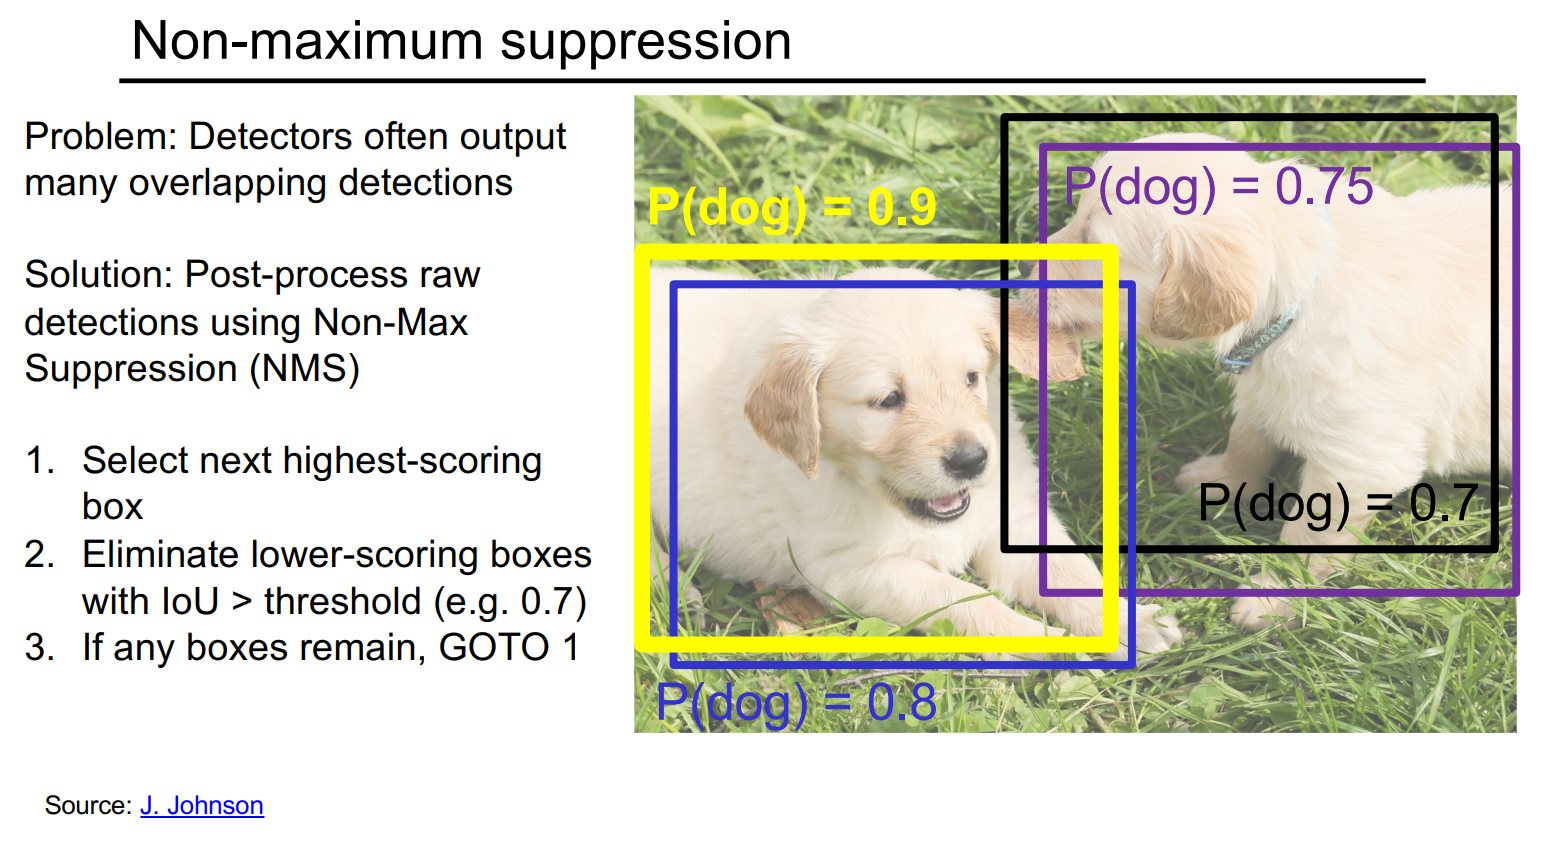 Non-maximum suppression
Problem: Detectors often output
many overlapping detections
Solution: Post-process raw
detections using Non-Max
Suppression (NMS)
1. Select next highest-scoring
box
2. Eliminate lower-scoring boxes
with IoU > threshold (e.g. 0.7)
3. If any boxes remain, GOTO 1
P(dog) = 0.9
P(dog) = 0.75
P(dog) = 0.7
P(dog) = 0.8
Source: J. Johnson